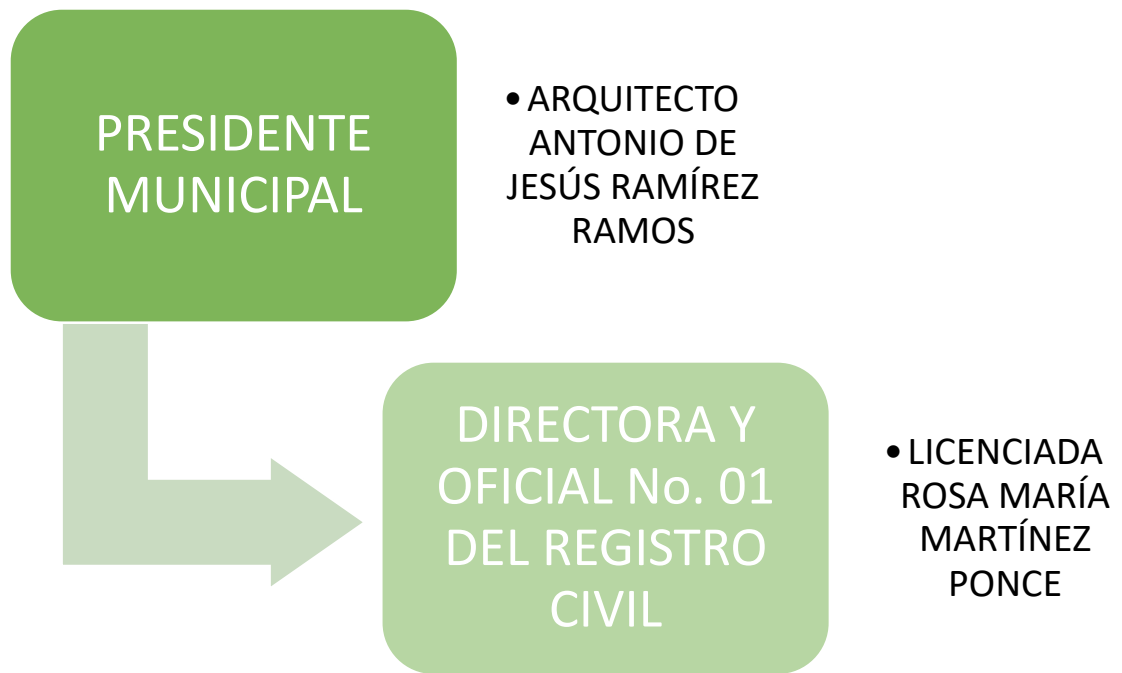 PRESIDENTE
MUNICIPAL
• ARQUITECTO
ANTONIO DE
JESÚS RAMÍREZ
RAMOS
DIRECTORA Y
OFICIAL No. 01
DEL REGISTRO
CIVIL
• LICENCIADA
ROSA MARÍA
MARTÍNEZ
PONCE